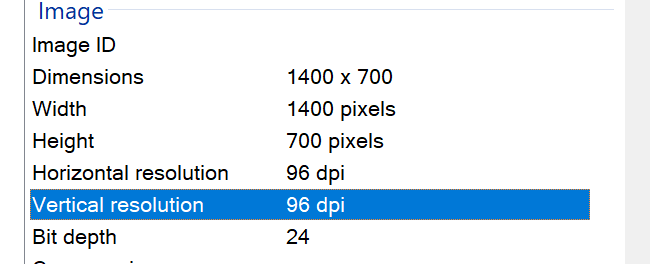 Image
Image ID
Dimensions 1400 x 700
Width 1400 pixels
Height 700 pixels
Horizontal resolution 96 dpi
Vertical resolution 96 dpi
Bit depth 24